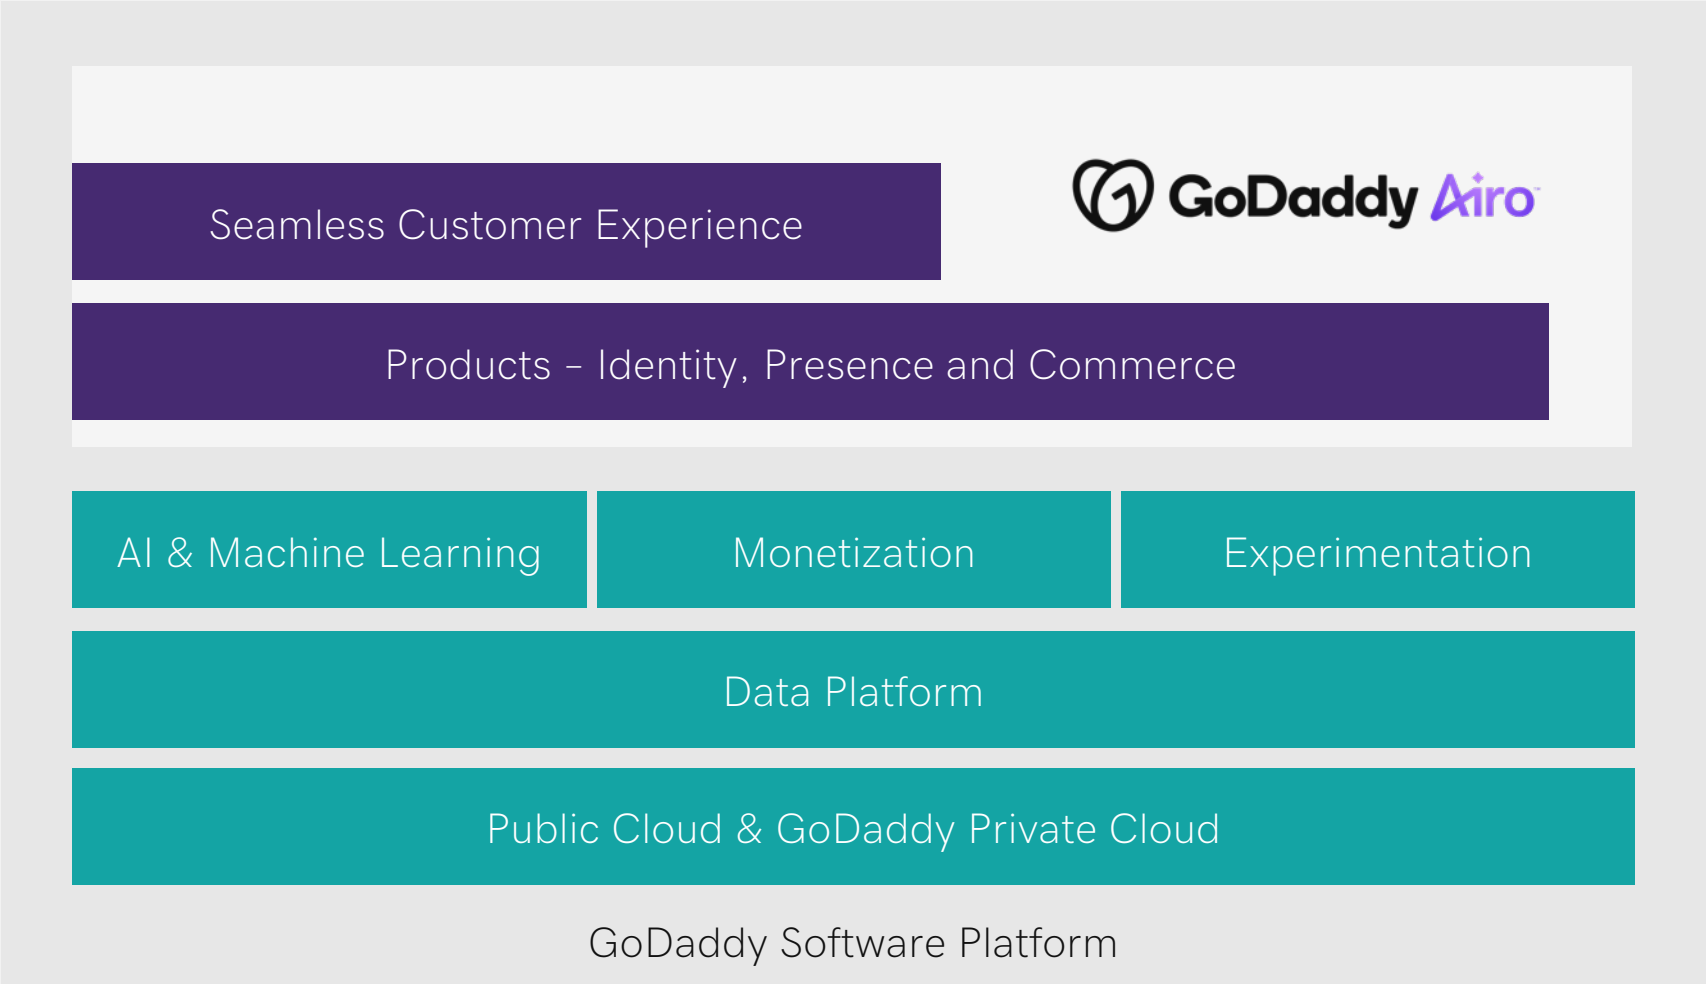 Seamless Customer Experience
GoDaddy Airo™
Products – Identity, Presence and Commerce
AI & Machine Learning
Monetization
Experimentation
Data Platform
Public Cloud & GoDaddy Private Cloud
GoDaddy Software Platform